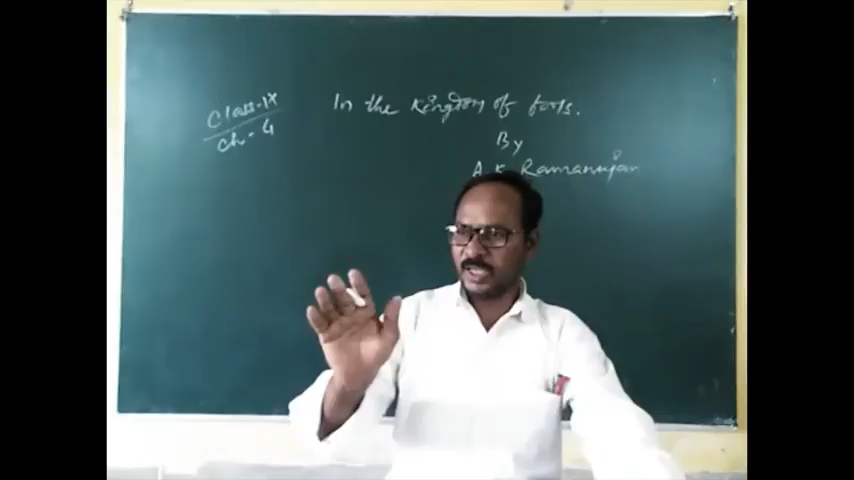 Class-IX
Ch-4
In the Kingdom of fools.
By
A. K Ramanujan